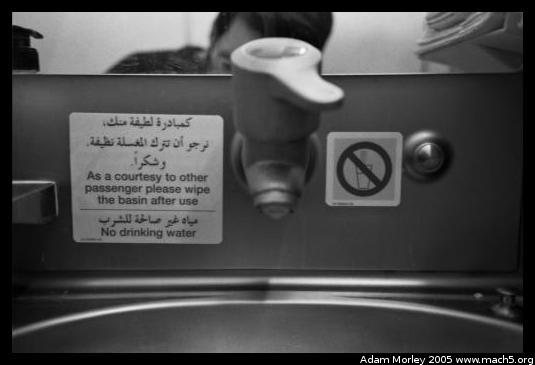 كمبادرة لطيفة منك،
نرجو أن تترك المغسلة نظيفة.
وشكراً.
As a courtesy to other
passenger please wipe
the basin after use
مياه غير صالحة للشرب
No drinking water
Adam Morley 2005 www.mach5.org